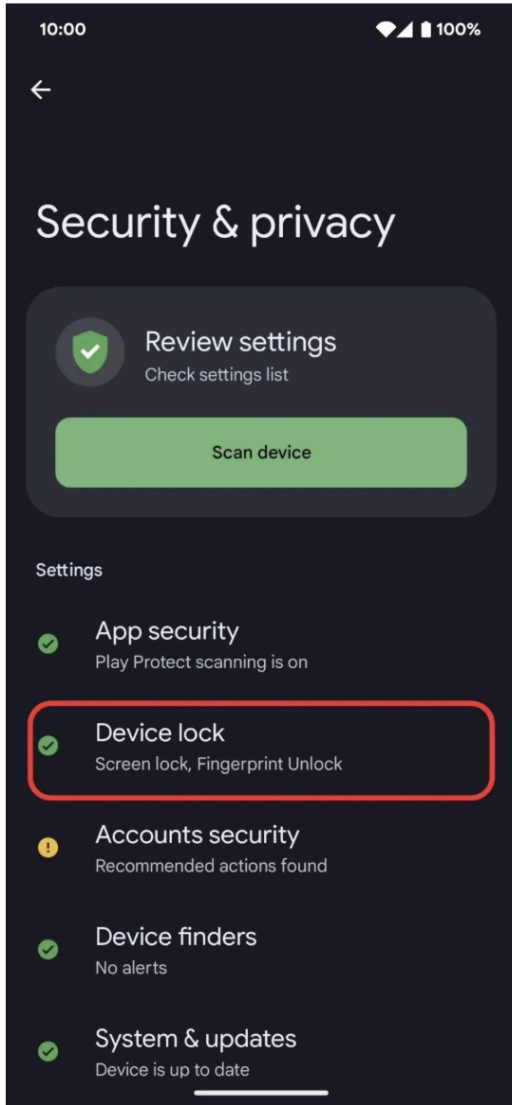 10:00
100%
Security & privacy
Review settings
Check settings list
Scan device
Settings
App security
Play Protect scanning is on
Device lock
Screen lock, Fingerprint Unlock
Accounts security
Recommended actions found
Device finders
No alerts
System & updates
Device is up to date